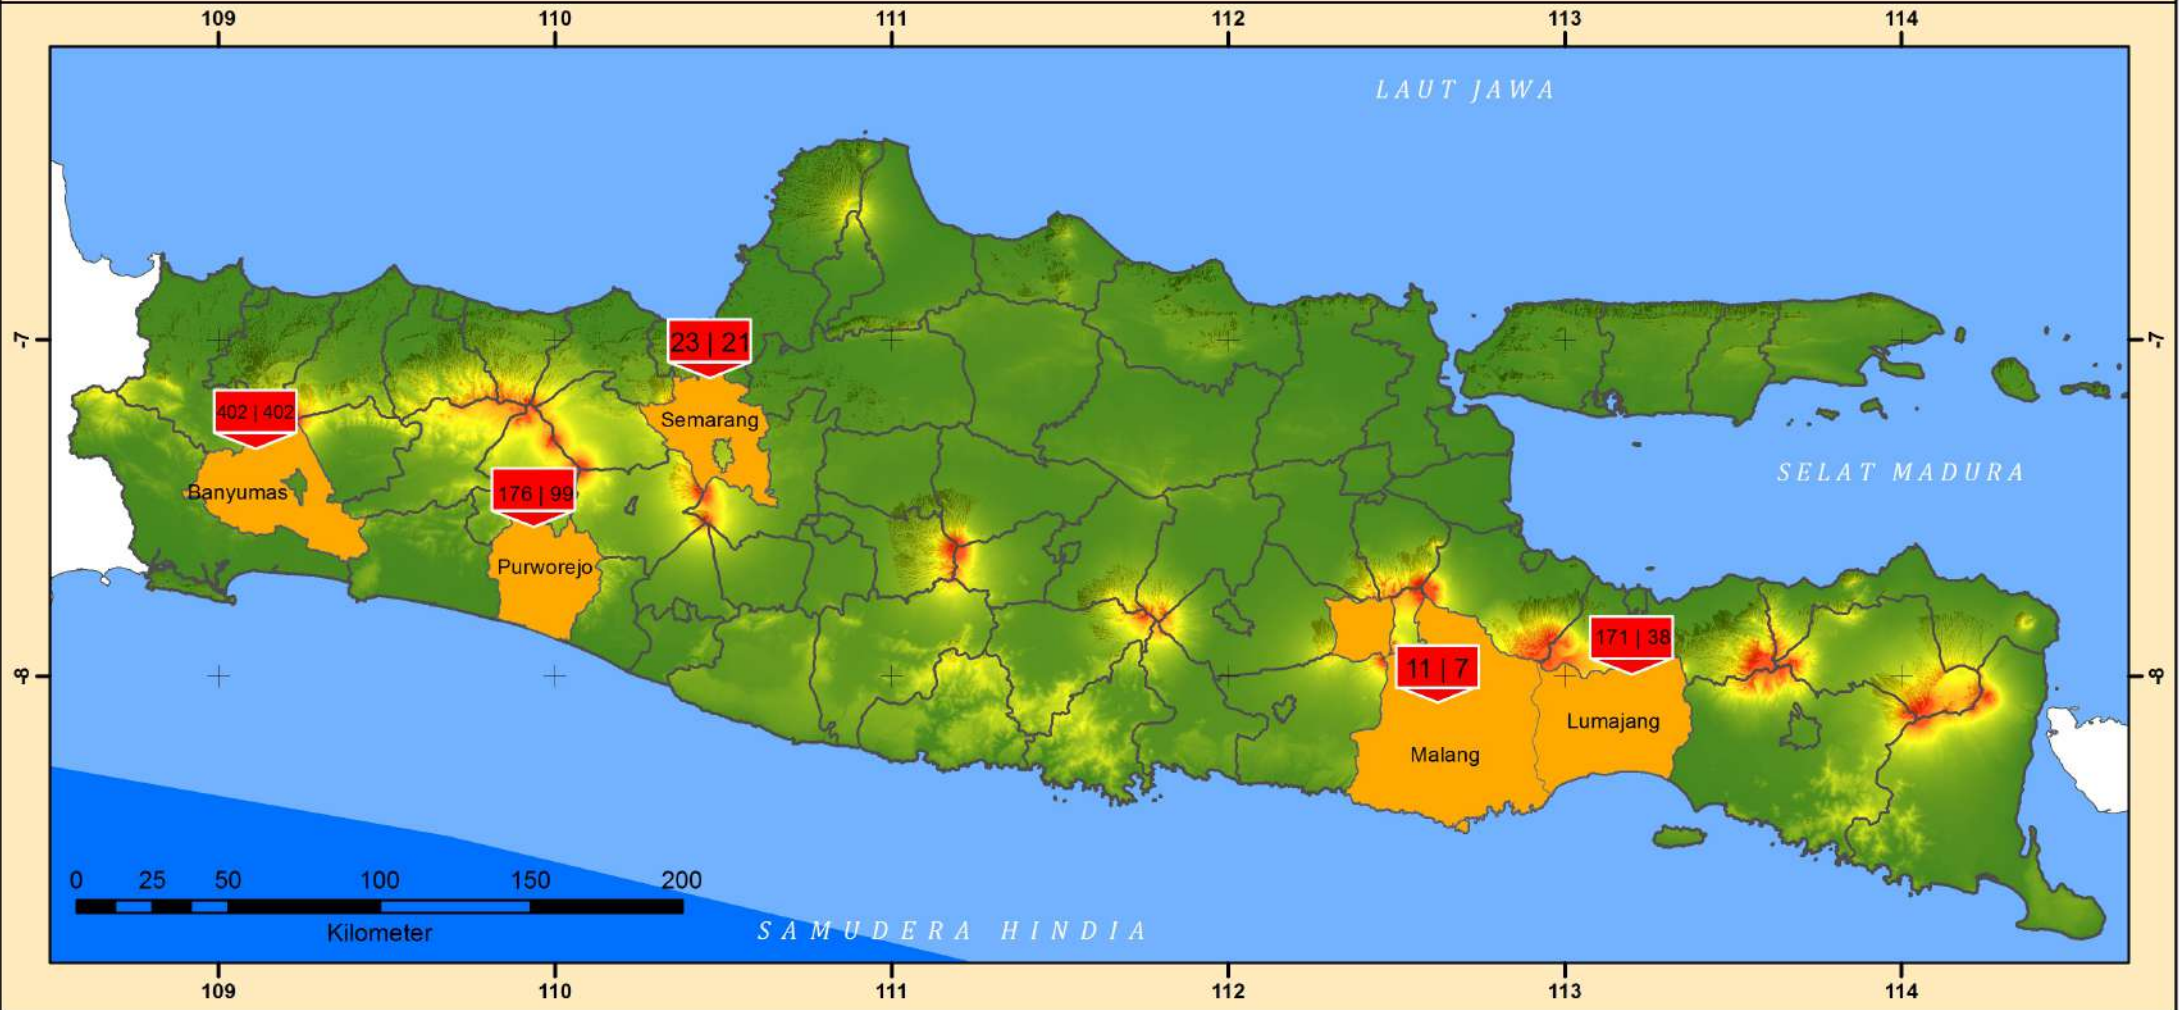 109 110 111 112 113 114
LAUT JAWA
-7 23 | 21 -7
402 | 402
Semarang
SELAT MADURA
Banyumas
176 | 99
Purworejo
171 | 38
-8 11 | 7 -8
Lumajang
Malang
0 25 50 100 150 200
Kilometer
SAMUDERA HINDIA
109 110 111 112 113 114